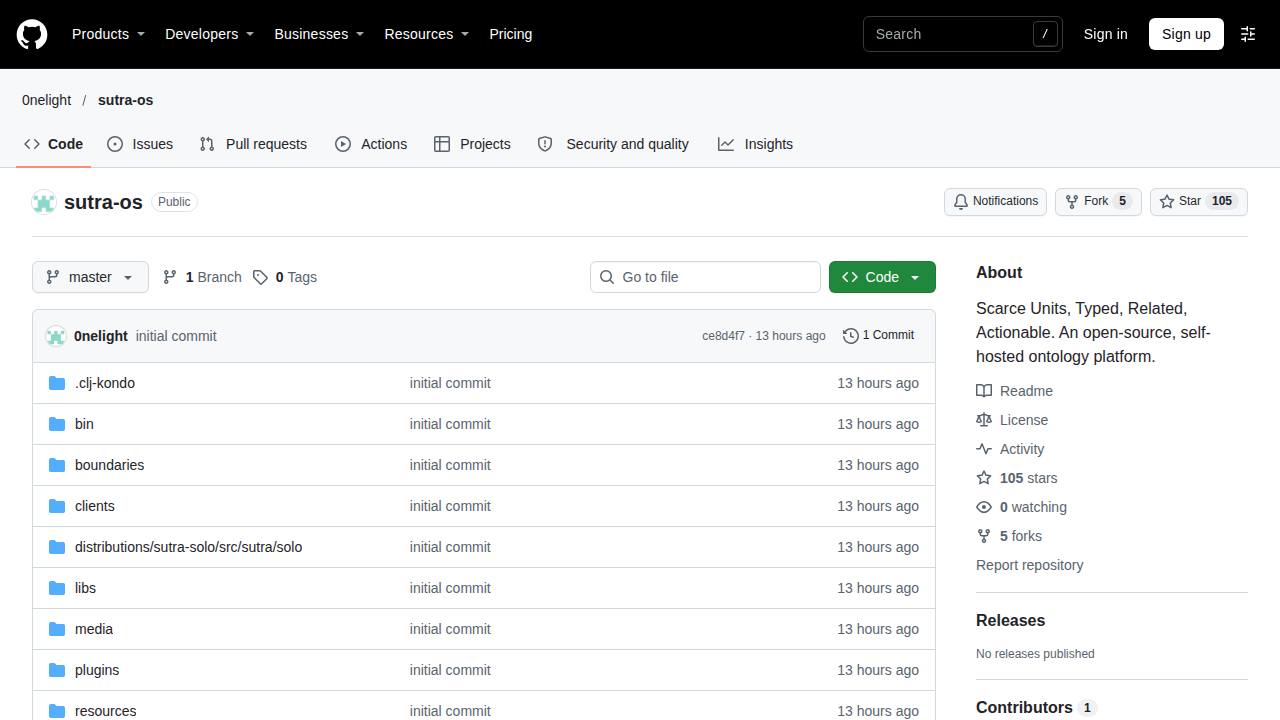 Products Developers Businesses Resources Pricing Search / Sign in Sign up
0nelight / sutra-os
Code Issues Pull requests Actions Projects Security and quality Insights
sutra-os Public Notifications Fork 5 Star 105
master 1 Branch 0 Tags Go to file Code
0nelight initial commit ce8d4f7 · 13 hours ago 1 Commit
.clj-kondo initial commit 13 hours ago
bin initial commit 13 hours ago
boundaries initial commit 13 hours ago
clients initial commit 13 hours ago
distributions/sutra-solo/src/sutra/solo initial commit 13 hours ago
libs initial commit 13 hours ago
media initial commit 13 hours ago
plugins initial commit 13 hours ago
resources initial commit 13 hours ago
About
Scarce Units, Typed, Related,
Actionable. An open-source, self-
hosted ontology platform.
Readme
License
Activity
105 stars
0 watching
5 forks
Report repository
Releases
No releases published
Contributors 1